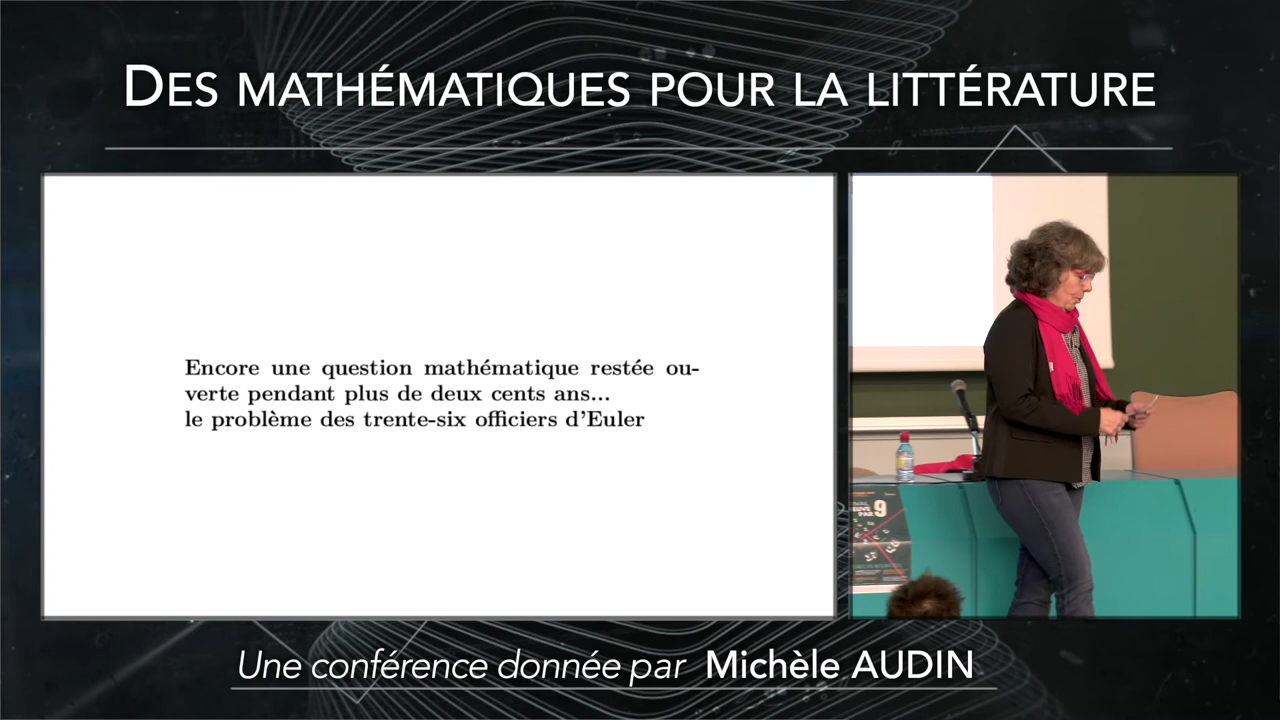 DES MATHÉMATIQUES POUR LA LITTÉRATURE
Encore une question mathématique restée ou-
verte pendant plus de deux cents ans...
le problème des trente-six officiers d'Euler
9
Une conférence donnée par Michèle AUDIN